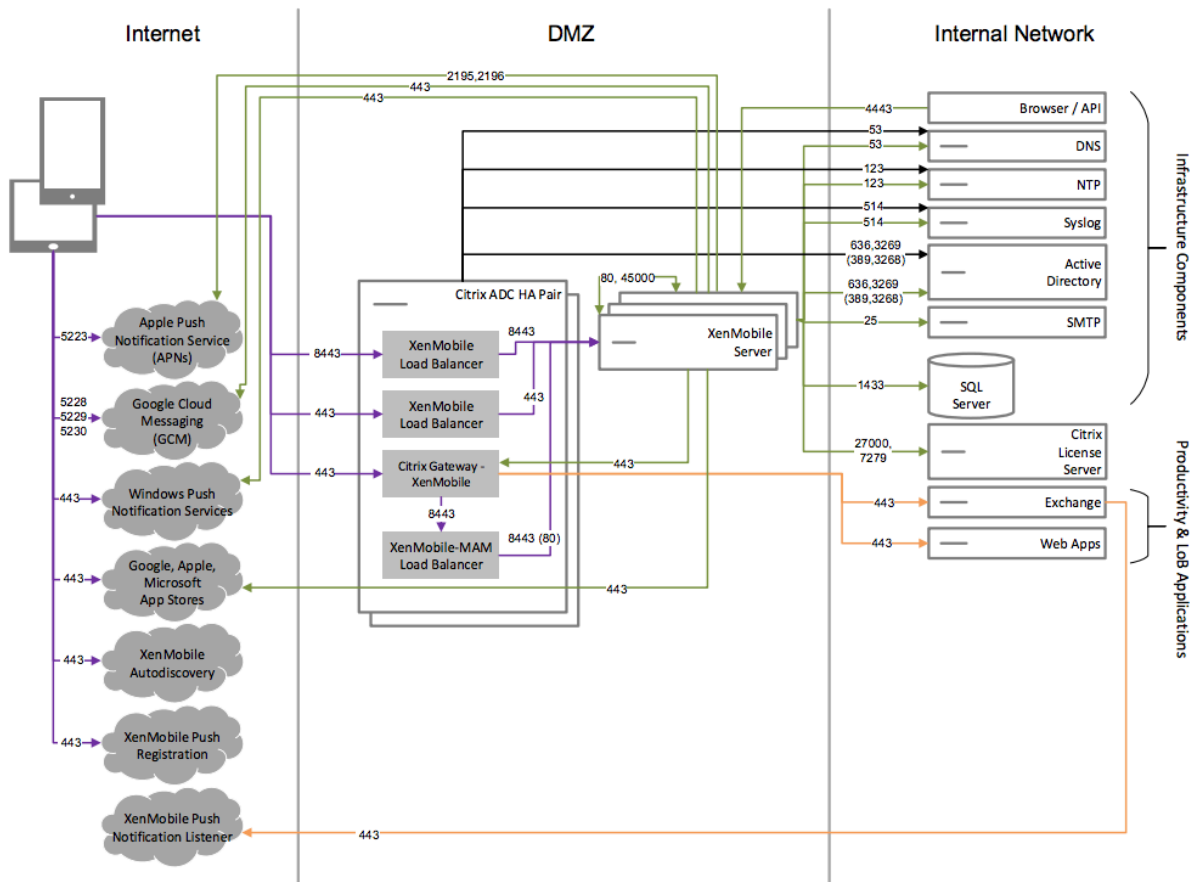 Internet
DMZ
Internal Network
2195,2196
443
443
4443
Browser / API
53
53
DNS
123
123
NTP
514
514
Syslog
636,3269
(389,3268)
Active
Directory
636,3269
(389,3268)
25
SMTP
1433
SQL
Server
27000,
7279
Citrix
License
Server
443
Exchange
443
Web Apps
Infrastructure Components
Productivity & LoB Applications
80, 45000
Citrix ADC HA Pair
XenMobile
Server
8443
XenMobile
Load Balancer
8443
443
XenMobile
Load Balancer
443
443
Citrix Gateway -
XenMobile
443
8443
XenMobile-MAM
Load Balancer
8443 (80)
443
5223
Apple Push
Notification Service
(APNs)
5228
5229
5230
Google Cloud
Messaging
(GCM)
443
Windows Push
Notification Services
443
Google, Apple,
Microsoft
App Stores
443
XenMobile
Autodiscovery
443
XenMobile Push
Registration
XenMobile Push
Notification Listener
443